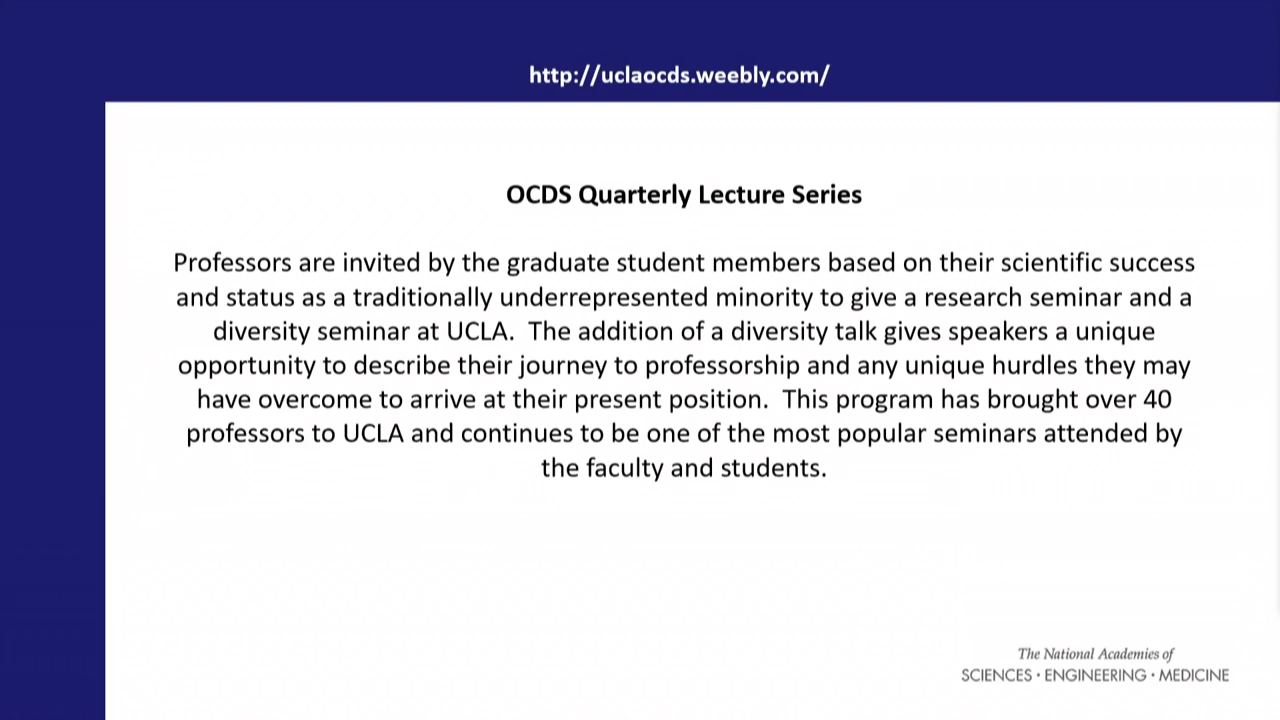 http://uclaocds.weebly.com/
OCDS Quarterly Lecture Series
Professors are invited by the graduate student members based on their scientific success
and status as a traditionally underrepresented minority to give a research seminar and a
diversity seminar at UCLA.  The addition of a diversity talk gives speakers a unique
opportunity to describe their journey to professorship and any unique hurdles they may
have overcome to arrive at their present position.  This program has brought over 40
professors to UCLA and continues to be one of the most popular seminars attended by
the faculty and students.
The National Academies of
SCIENCES · ENGINEERING · MEDICINE